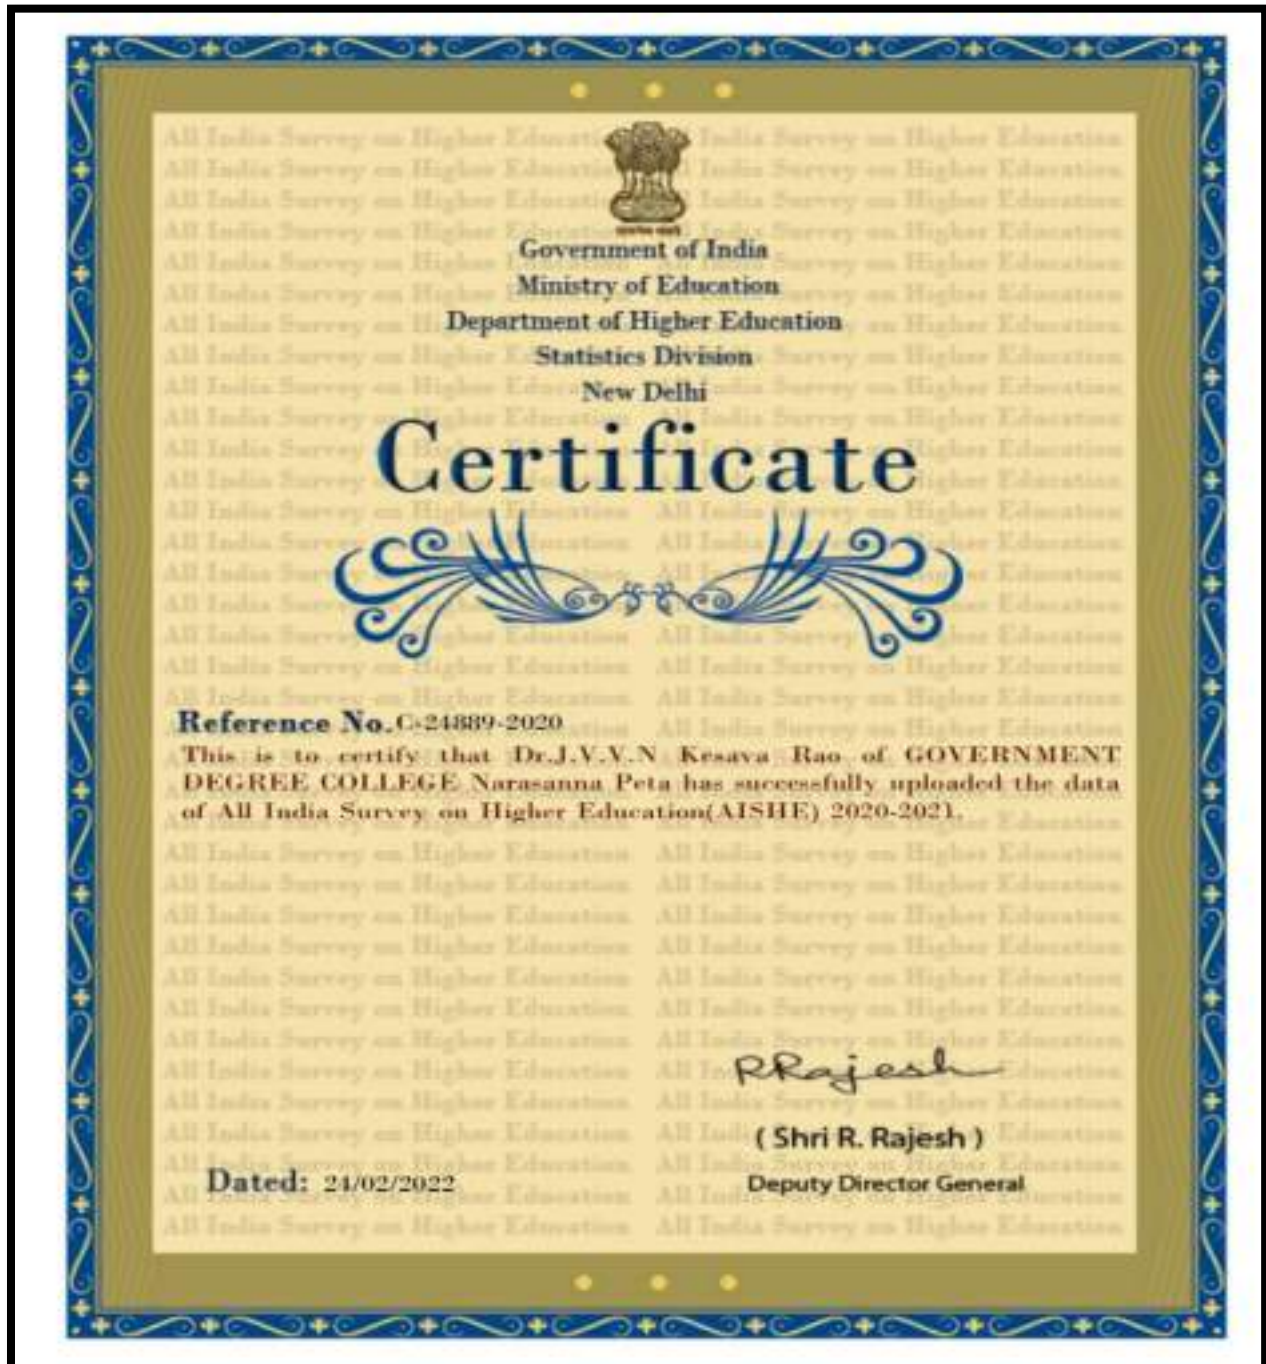 Government of India
Ministry of Education
Department of Higher Education
Statistics Division
New Delhi
Certificate
Reference No.C-24889-2020
This is to certify that Dr.J.V.V.N Kesava Rao of GOVERNMENT
DEGREE COLLEGE Narasanna Peta has successfully uploaded the data
of All India Survey on Higher Education(AISHE) 2020-2021.
RRajesh
( Shri R. Rajesh )
Dated: 24/02/2022
Deputy Director General